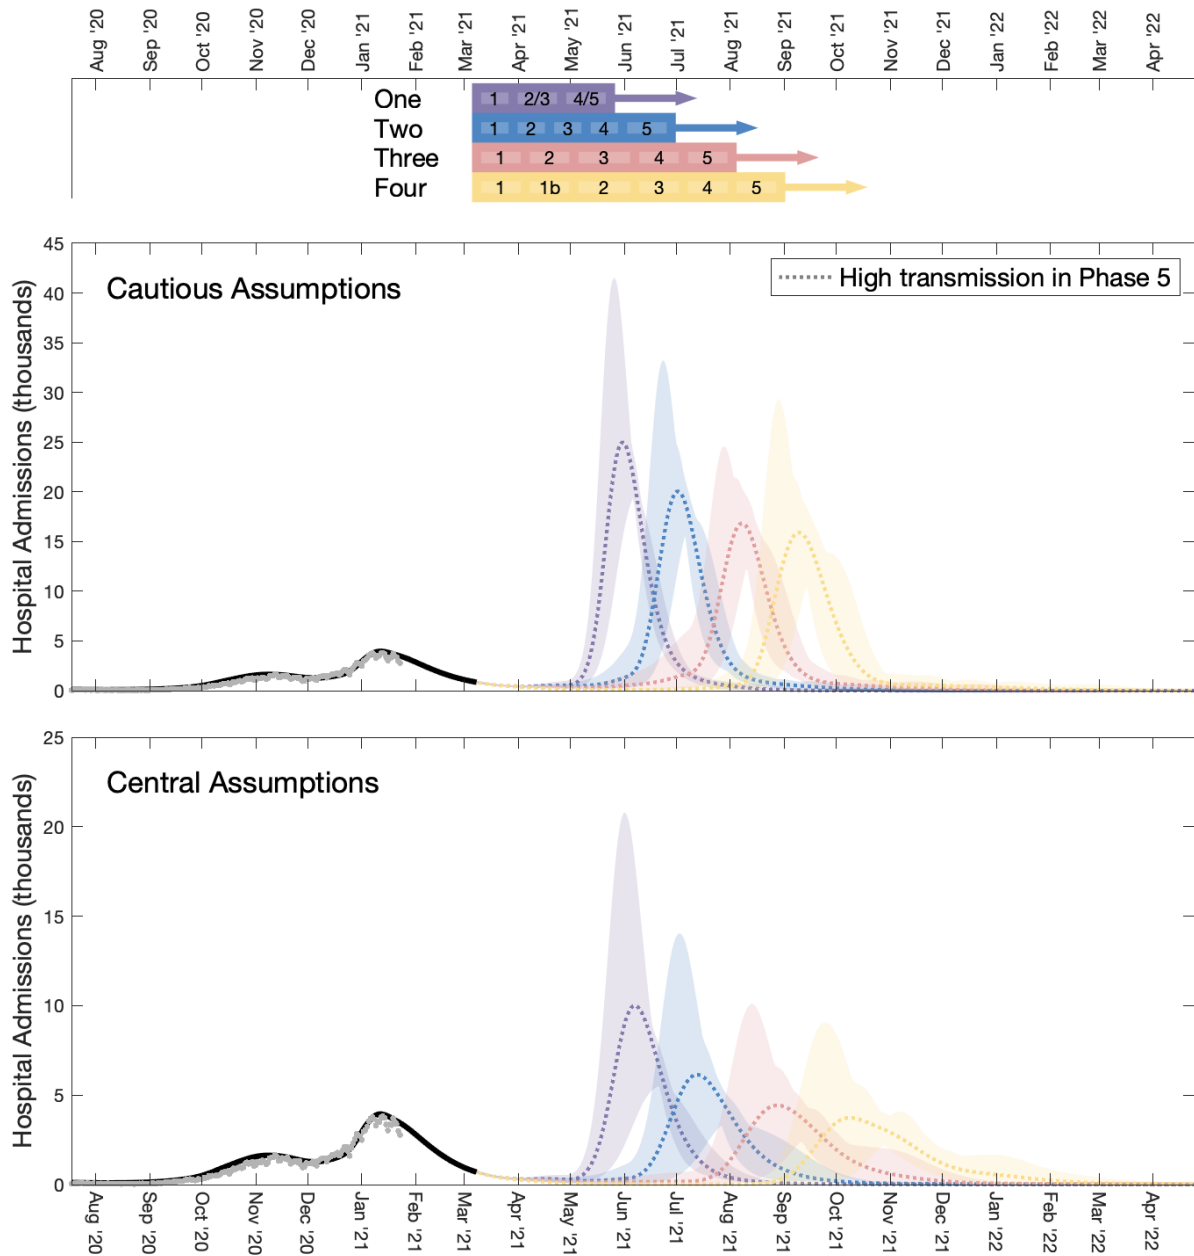 Aug '20 Sep '20 Oct '20 Nov '20 Dec '20 Jan '21 Feb '21 Mar '21 Apr '21 May '21 Jun '21 Jul '21 Aug '21 Sep '21 Oct '21 Nov '21 Dec '21 Jan '22 Feb '22 Mar '22 Apr '22
One 1 2/3 4/5
Two 1 2 3 4 5
Three 1 2 3 4 5
Four 1 1b 2 3 4 5
Hospital Admissions (thousands)
45
40
35
30
25
20
15
10
5
0
Cautious Assumptions
High transmission in Phase 5
Hospital Admissions (thousands)
25
20
15
10
5
0
Central Assumptions
Aug '20 Sep '20 Oct '20 Nov '20 Dec '20 Jan '21 Feb '21 Mar '21 Apr '21 May '21 Jun '21 Jul '21 Aug '21 Sep '21 Oct '21 Nov '21 Dec '21 Jan '22 Feb '22 Mar '22 Apr '22